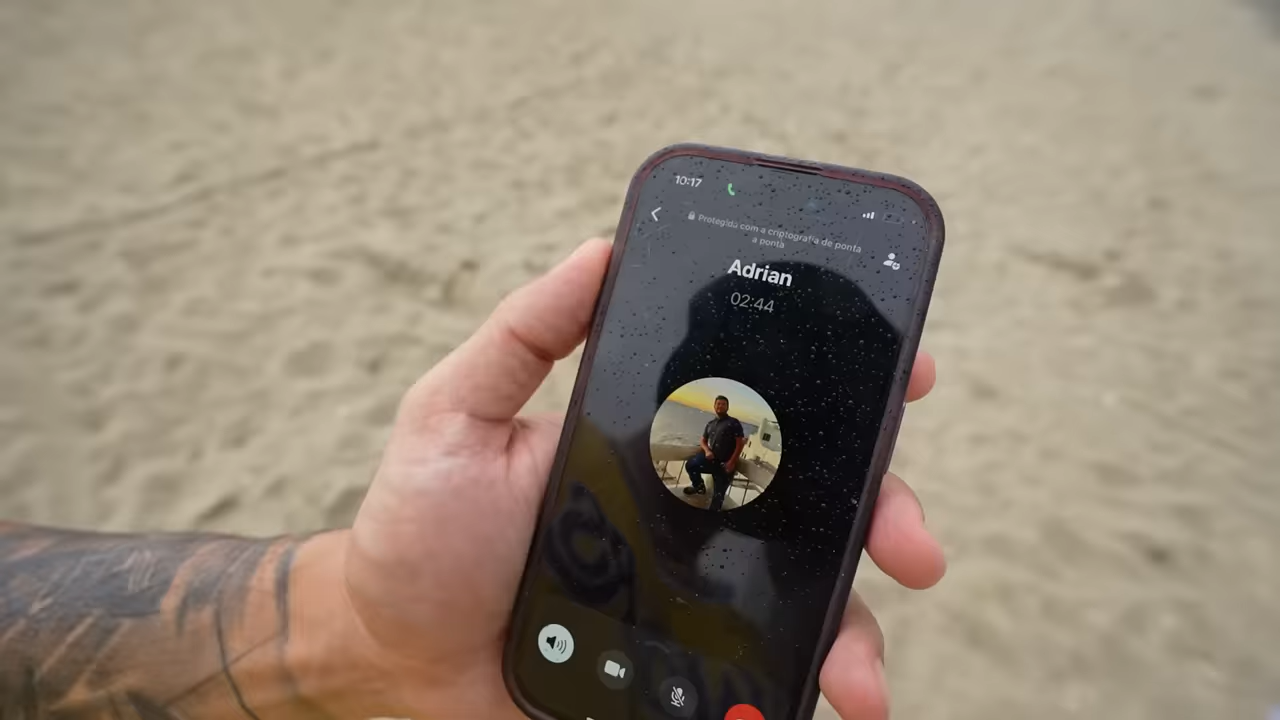 10:17
Protegida com a criptografia de ponta
a ponta
Adrian
02:44